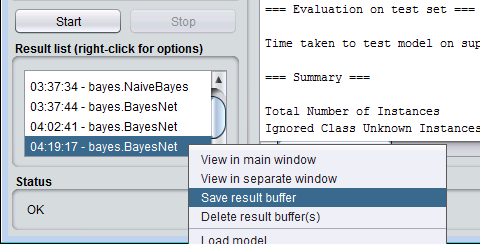 Start
Stop
Result list (right-click for options)
03:37:34 - bayes.NaiveBayes
03:37:44 - bayes.BayesNet
04:02:41 - bayes.BayesNet
04:19:17 - bayes.BayesNet
Status
OK
=== Evaluation on test set ===
Time taken to test model on sup
=== Summary ===
Total Number of Instances
Ignored Class Unknown Instances
View in main window
View in separate window
Save result buffer
Delete result buffer(s)
Load model